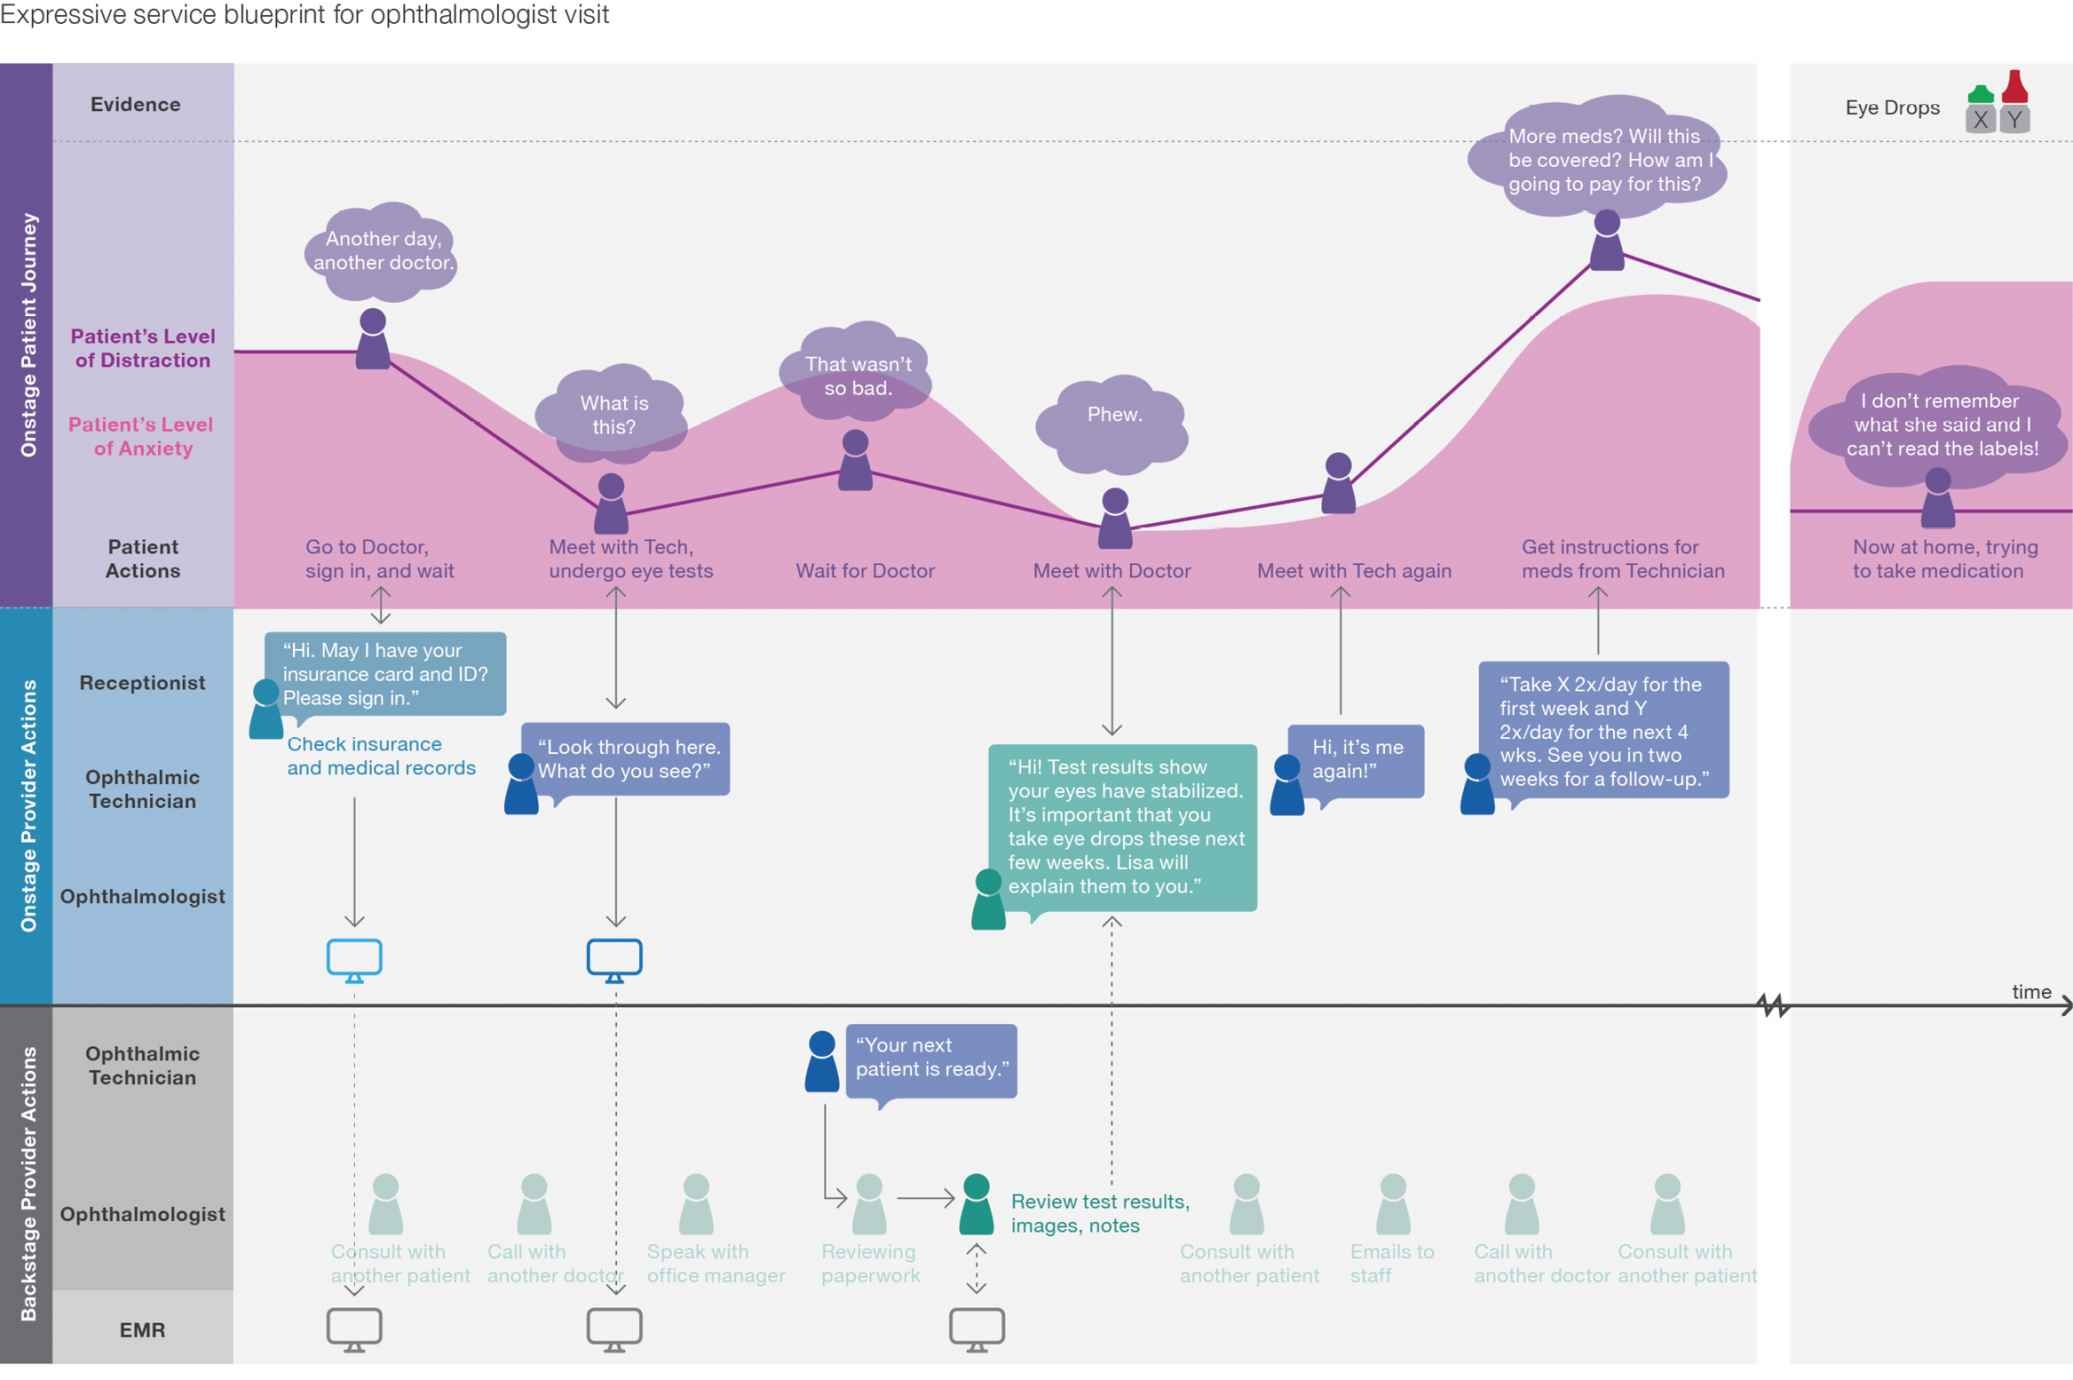 Expressive service blueprint for ophthalmologist visit
Onstage Patient Journey
Evidence
Eye Drops
X
Y
Patient’s Level
of Distraction
Patient’s Level
of Anxiety
Another day,
another doctor.
What is
this?
That wasn’t
so bad.
Phew.
More meds? Will this
be covered? How am I
going to pay for this?
I don’t remember
what she said and I
can’t read the labels!
Patient
Actions
Go to Doctor,
sign in, and wait
Meet with Tech,
undergo eye tests
Wait for Doctor
Meet with Doctor
Meet with Tech again
Get instructions for
meds from Technician
Now at home, trying
to take medication
Onstage Provider Actions
Receptionist
Ophthalmic
Technician
Ophthalmologist
“Hi. May I have your
insurance card and ID?
Please sign in.”
Check insurance
and medical records
“Look through here.
What do you see?”
“Hi! Test results show
your eyes have stabilized.
It’s important that you
take eye drops these next
few weeks. Lisa will
explain them to you.”
Hi, it’s me
again!”
“Take X 2x/day for the
first week and Y
2x/day for the next 4
wks. See you in two
weeks for a follow-up.”
time
Backstage Provider Actions
Ophthalmic
Technician
“Your next
patient is ready.”
Ophthalmologist
Consult with
another patient
Call with
another doctor
Speak with
office manager
Reviewing
paperwork
Review test results,
images, notes
Consult with
another patient
Emails to
staff
Call with
another doctor
Consult with
another patient
EMR